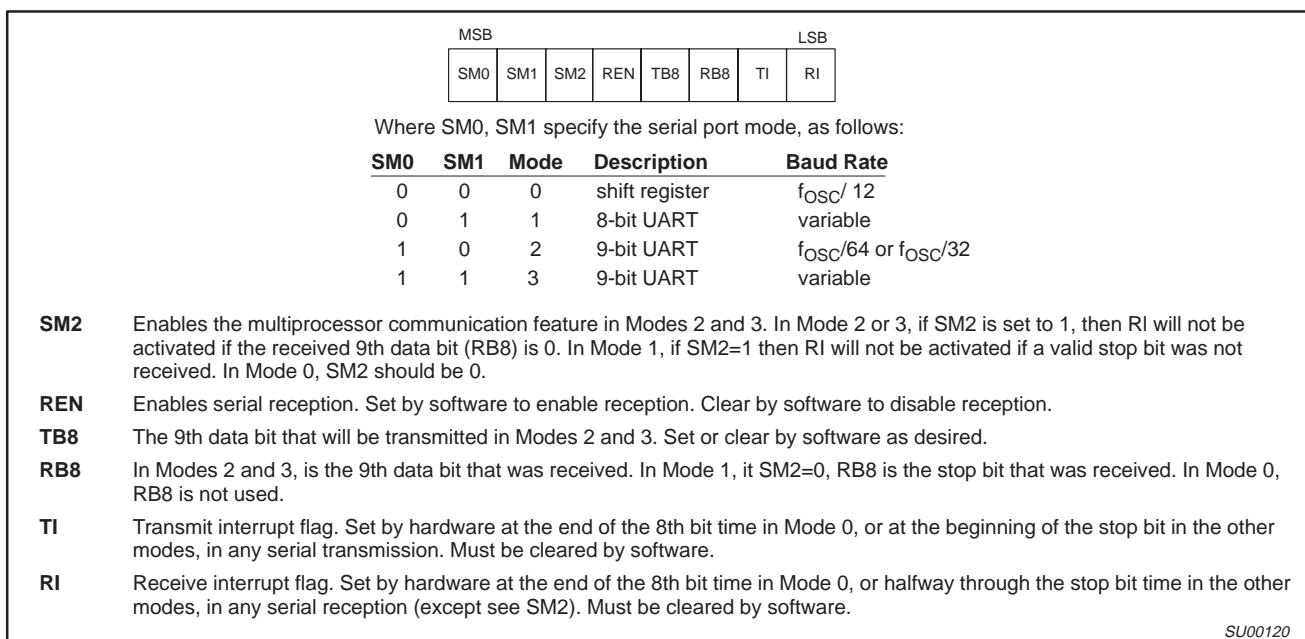 MSB LSB
SM0 SM1 SM2 REN TB8 RB8 TI RI
Where SM0, SM1 specify the serial port mode, as follows:
SM0 SM1 Mode Description Baud Rate
0 0 0 shift register fOSC/ 12
0 1 1 8-bit UART variable
1 0 2 9-bit UART fOSC/64 or fOSC/32
1 1 3 9-bit UART variable
SM2 Enables the multiprocessor communication feature in Modes 2 and 3. In Mode 2 or 3, if SM2 is set to 1, then RI will not be
activated if the received 9th data bit (RB8) is 0. In Mode 1, if SM2=1 then RI will not be activated if a valid stop bit was not
received. In Mode 0, SM2 should be 0.
REN Enables serial reception. Set by software to enable reception. Clear by software to disable reception.
TB8 The 9th data bit that will be transmitted in Modes 2 and 3. Set or clear by software as desired.
RB8 In Modes 2 and 3, is the 9th data bit that was received. In Mode 1, it SM2=0, RB8 is the stop bit that was received. In Mode 0,
RB8 is not used.
TI Transmit interrupt flag. Set by hardware at the end of the 8th bit time in Mode 0, or at the beginning of the stop bit in the other
modes, in any serial transmission. Must be cleared by software.
RI Receive interrupt flag. Set by hardware at the end of the 8th bit time in Mode 0, or halfway through the stop bit time in the other
modes, in any serial reception (except see SM2). Must be cleared by software.
SU00120